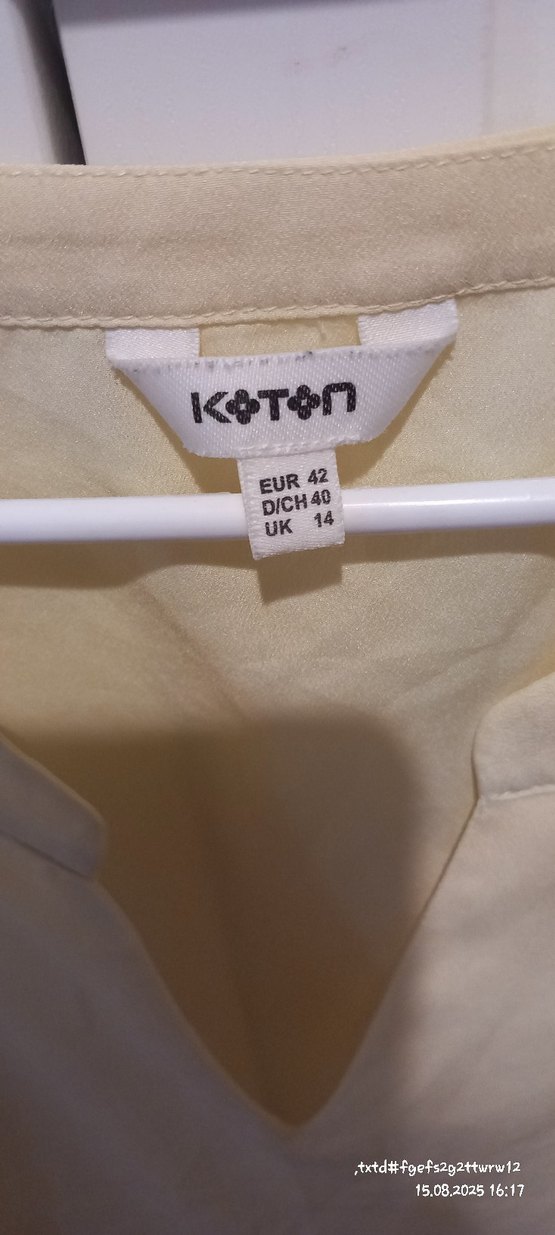 KOTON
EUR 42
D/CH 40
UK 14
,txtd#fgefs2g2ttwrw12
15.08.2025 16:17